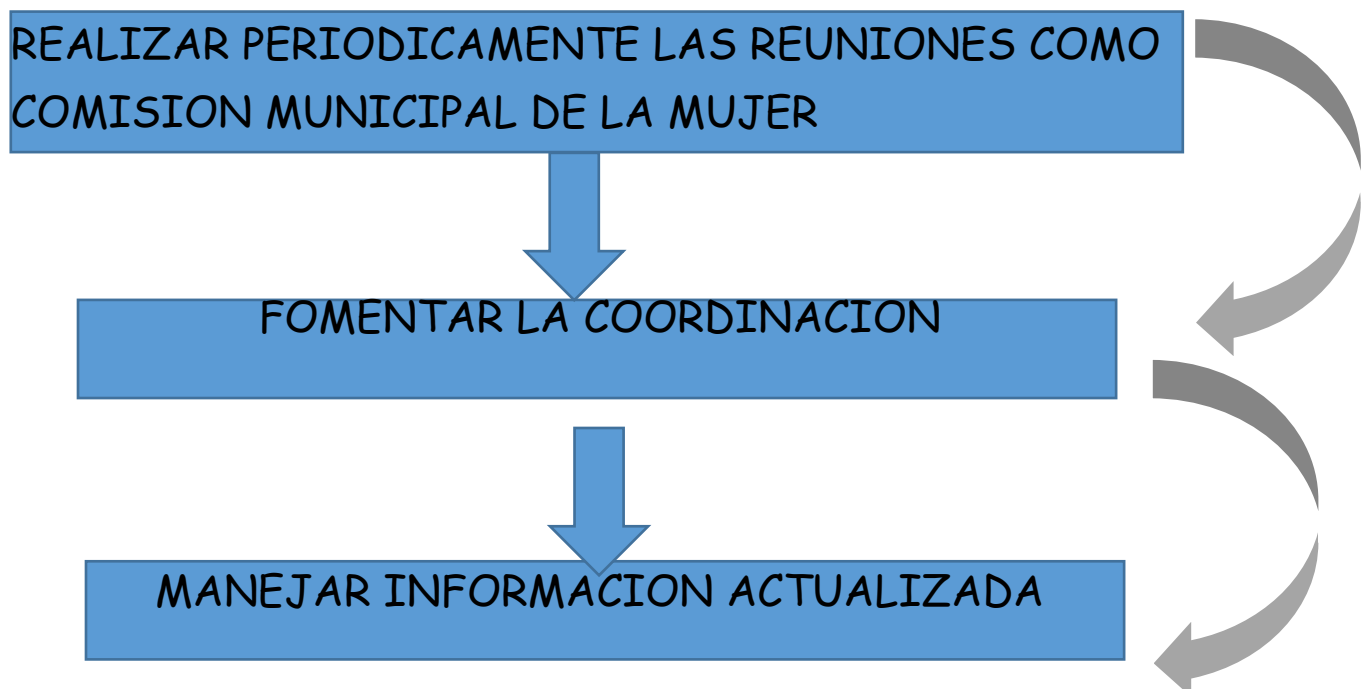 REALIZAR PERIODICAMENTE LAS REUNIONES COMO
COMISION MUNICIPAL DE LA MUJER
FOMENTAR LA COORDINACION
MANEJAR INFORMACION ACTUALIZADA